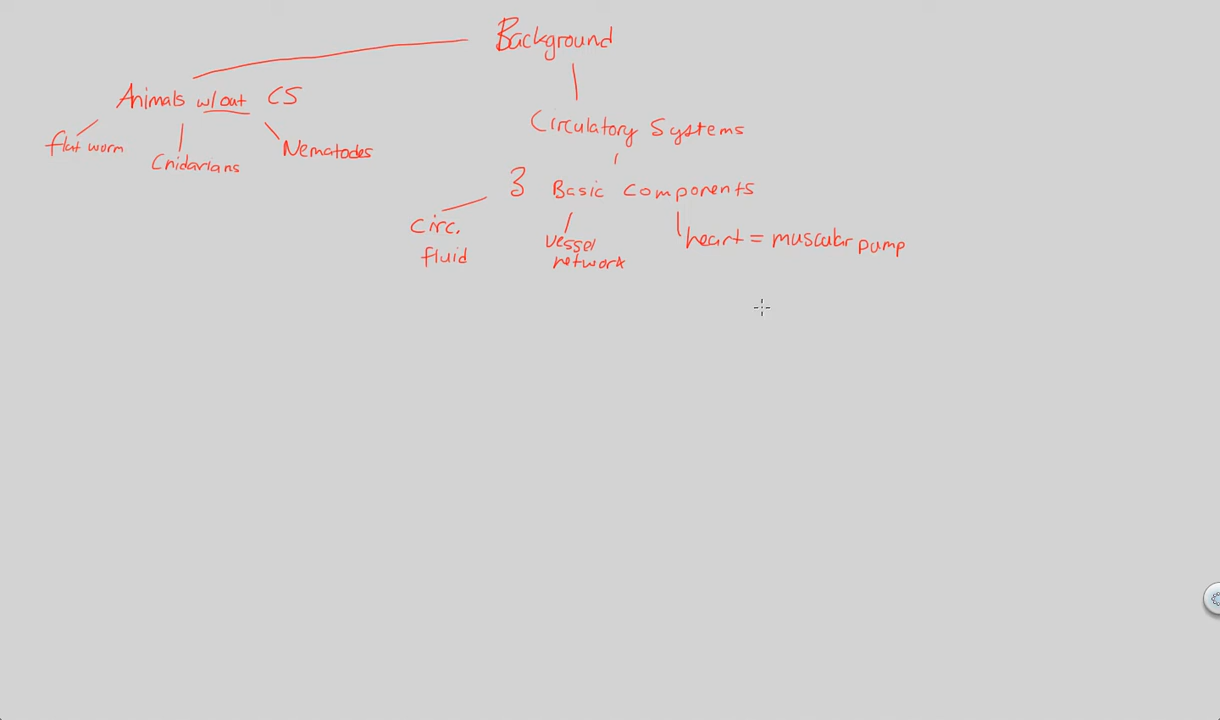 Background
Animals w/out CS
Circulatory Systems
flat worm
Cnidarians
Nematodes
3 Basic Components
Circ.
fluid
vessel
network
heart = muscular pump